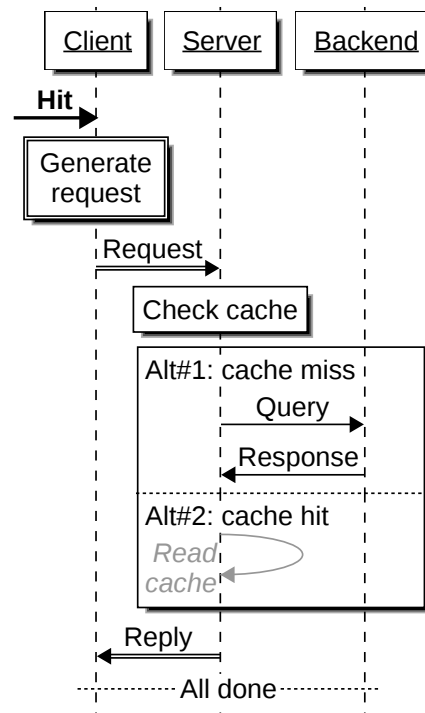 Client Server Backend
Hit
Generate
request
Request
Check cache
Alt#1: cache miss
Query
Response
Alt#2: cache hit
Read
cache
Reply
All done